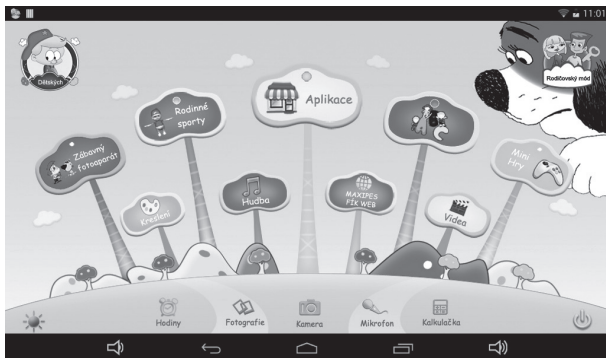 11:01
Dětských
Rodičovský mód
Aplikace
Rodinné
sporty
Zábavný
fotoaparát
Mini
Hry
Kreslení
Hudba
MAXIPES
FÍK WEB
Videa
Hodiny
Fotografie
Kamera
Mikrofon
Kalkulačka